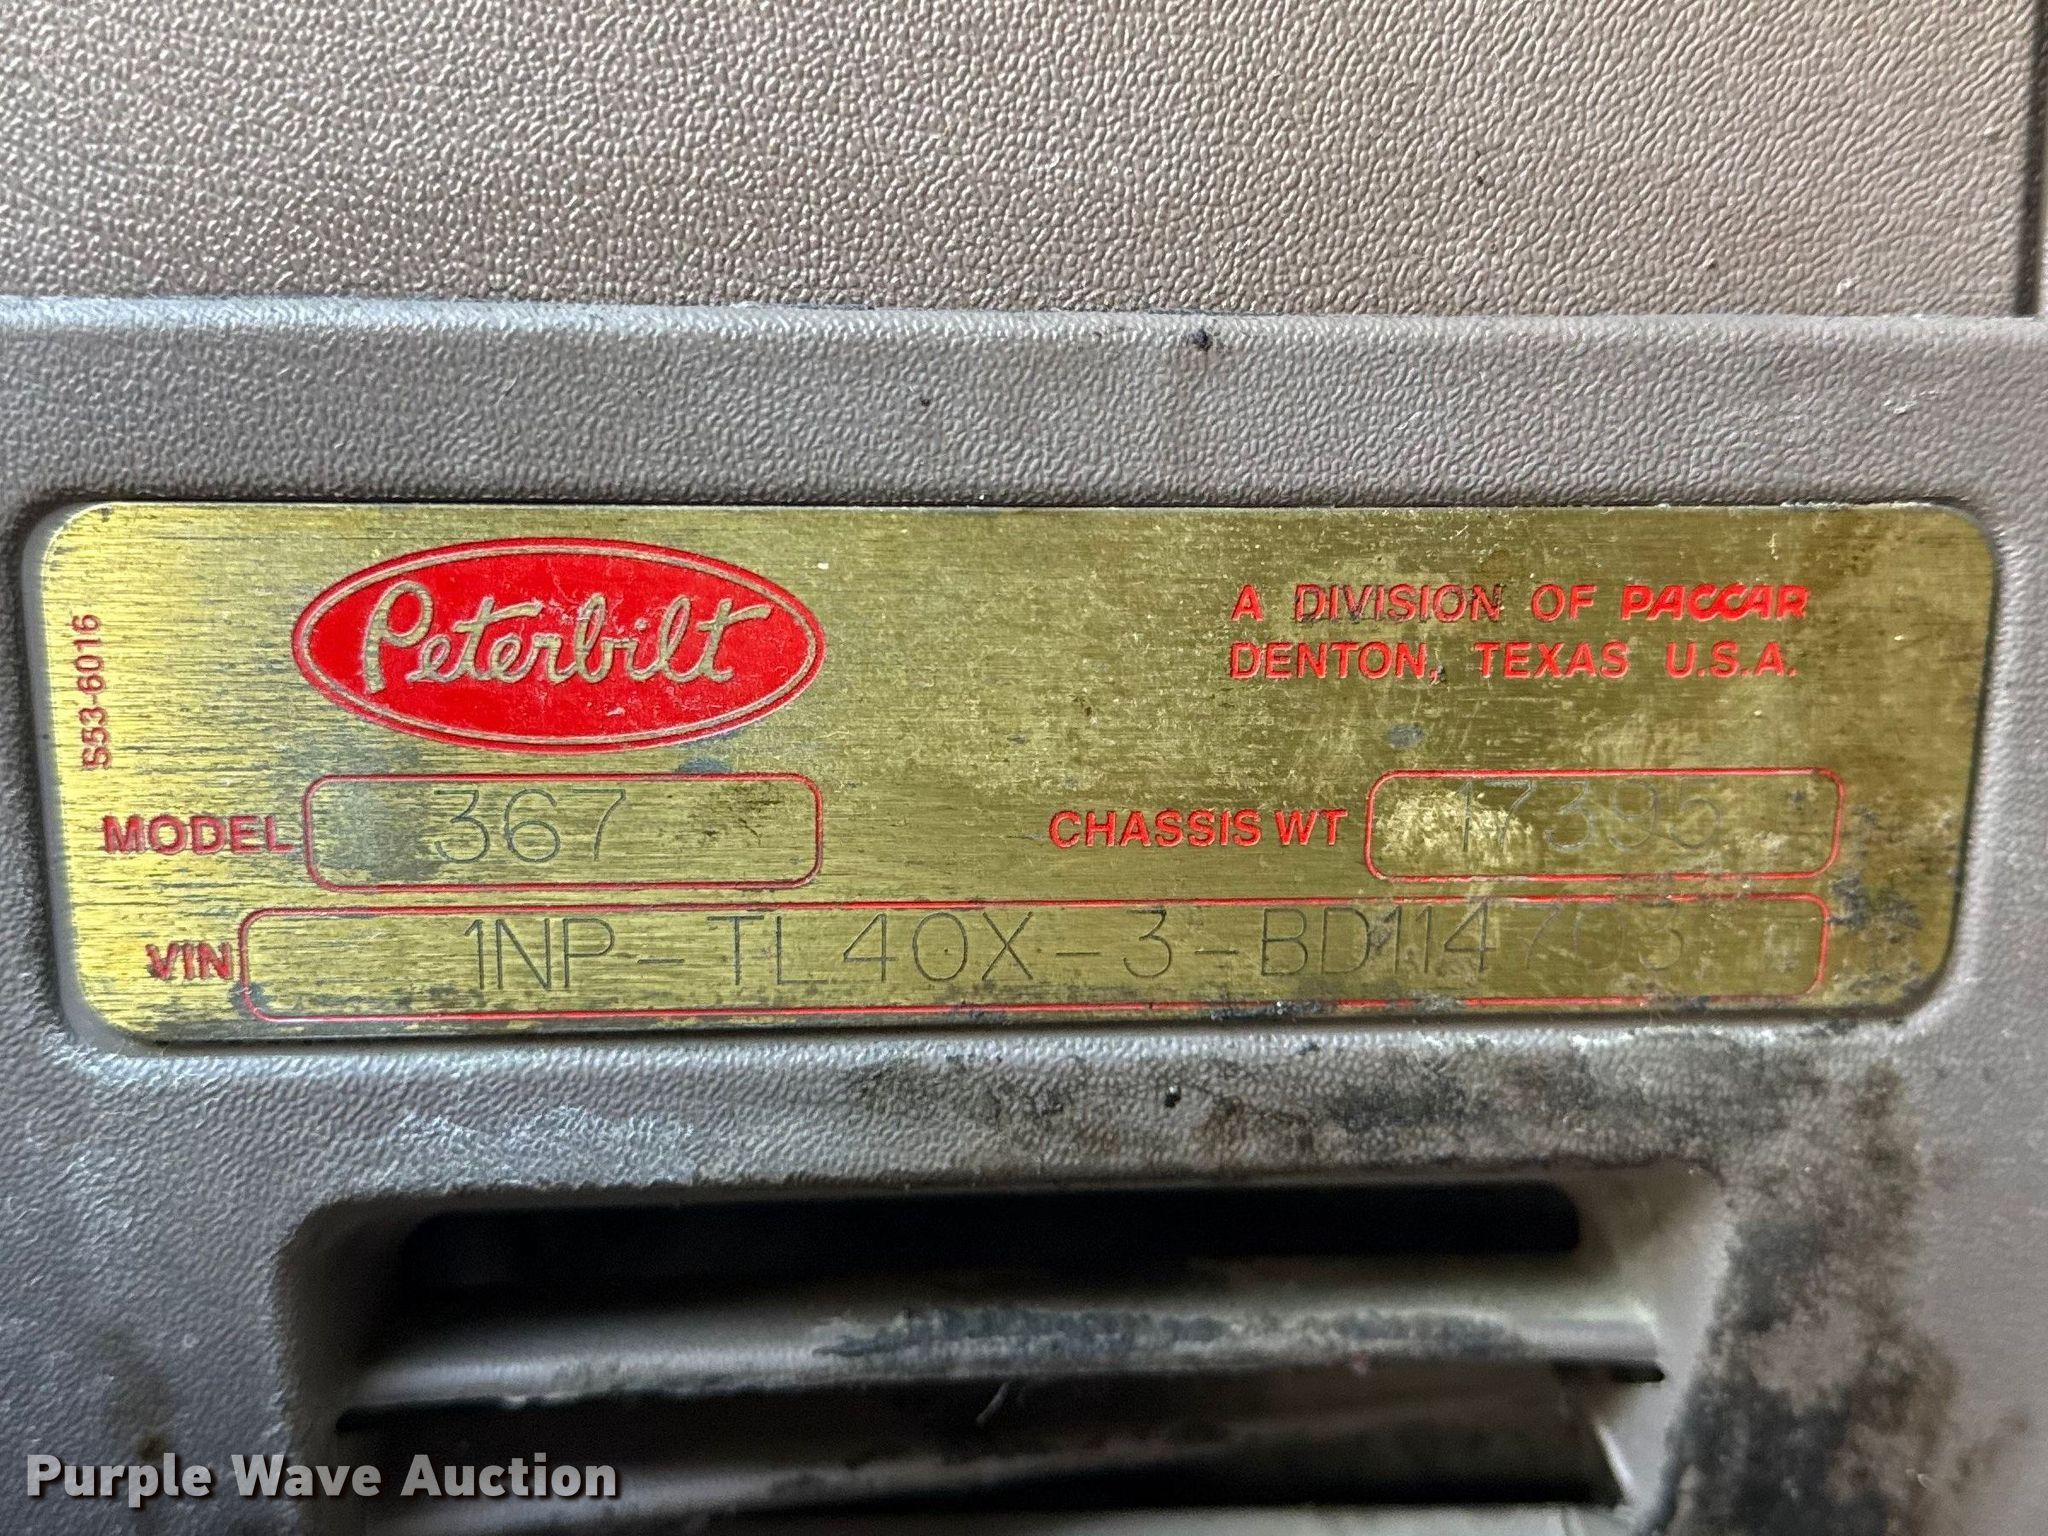 Peterbilt
A DIVISION OF PACCAR
DENTON, TEXAS U.S.A.
S53-6016
MODEL 367
CHASSIS WT 17395
VIN 1NP-TL40X-3-BD114703
Purple Wave Auction